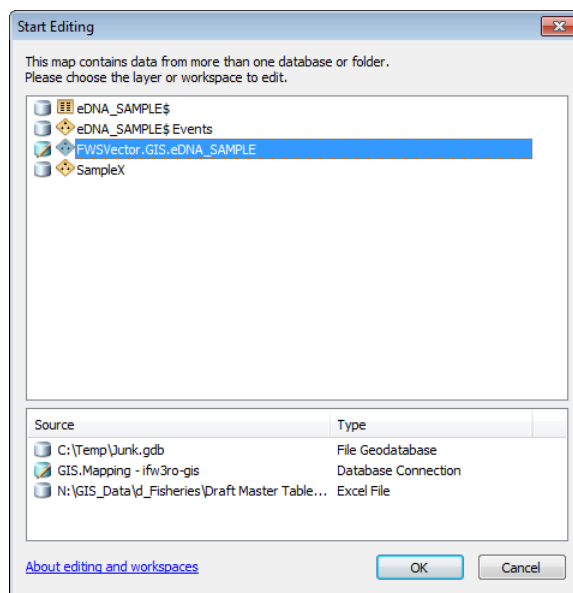 Start Editing
This map contains data from more than one database or folder.
Please choose the layer or workspace to edit.
eDNA_SAMPLE$
eDNA_SAMPLE$ Events
FWSVector.GIS.eDNA_SAMPLE
SampleX
Source Type
C:\Temp\Junk.gdb File Geodatabase
GIS.Mapping - ifw3ro-gis Database Connection
N:\GIS_Data\d_Fisheries\Draft Master Table... Excel File
About editing and workspaces OK Cancel